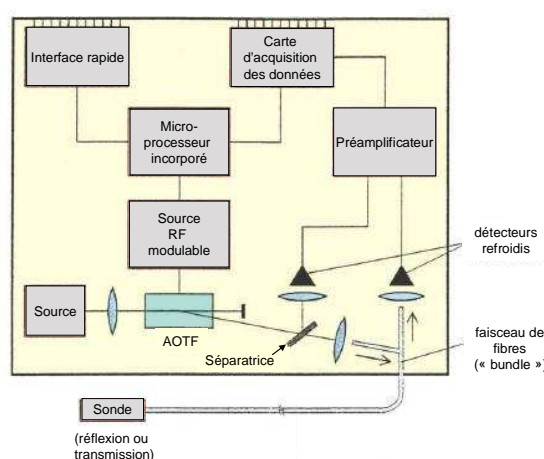 Interface rapide
Carte
d'acquisition
des données
Micro-
processeur
incorporé
Préamplificateur
Source
RF
modulable
détecteurs
refroidis
Source
AOTF
Séparatrice
faisceau de
fibres
(« bundle »)
Sonde
(réflexion ou
transmission)